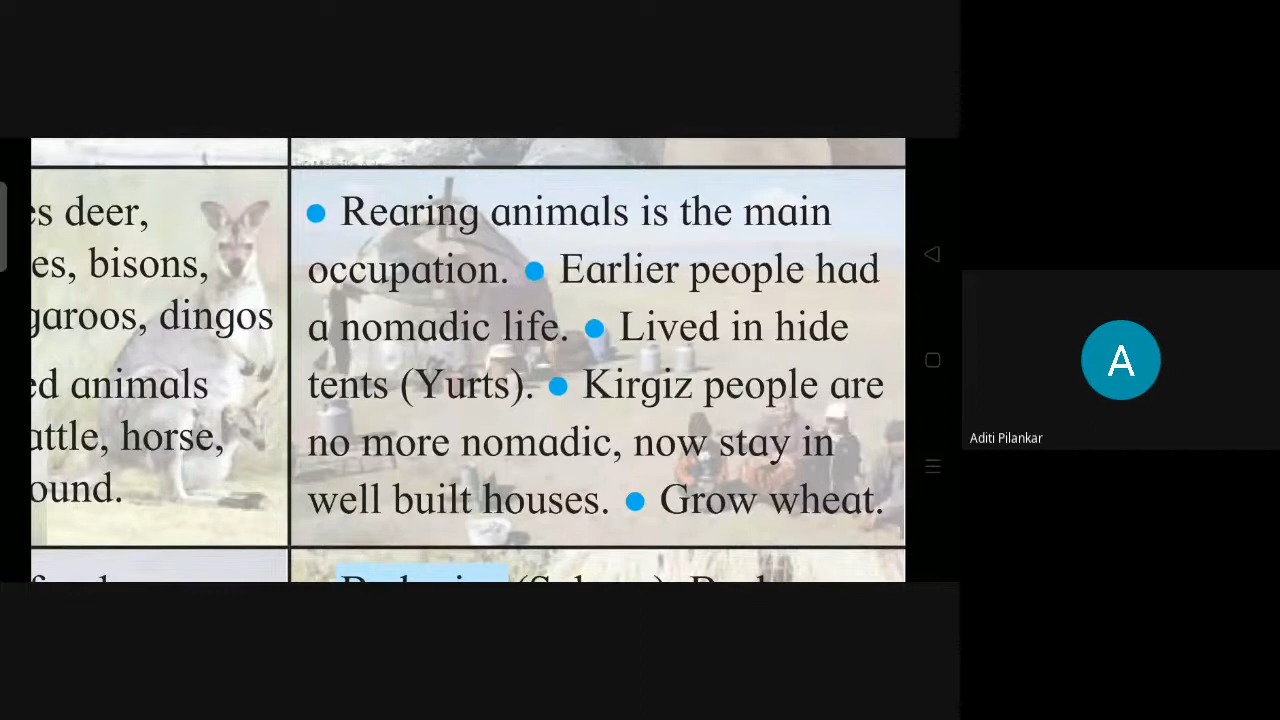 es deer,
es, bisons,
garoos, dingos
ed animals
attle, horse,
ound.
● Rearing animals is the main
occupation. ● Earlier people had
a nomadic life. ● Lived in hide
tents (Yurts). ● Kirgiz people are
no more nomadic, now stay in
well built houses. ● Grow wheat.
A
Aditi Pilankar